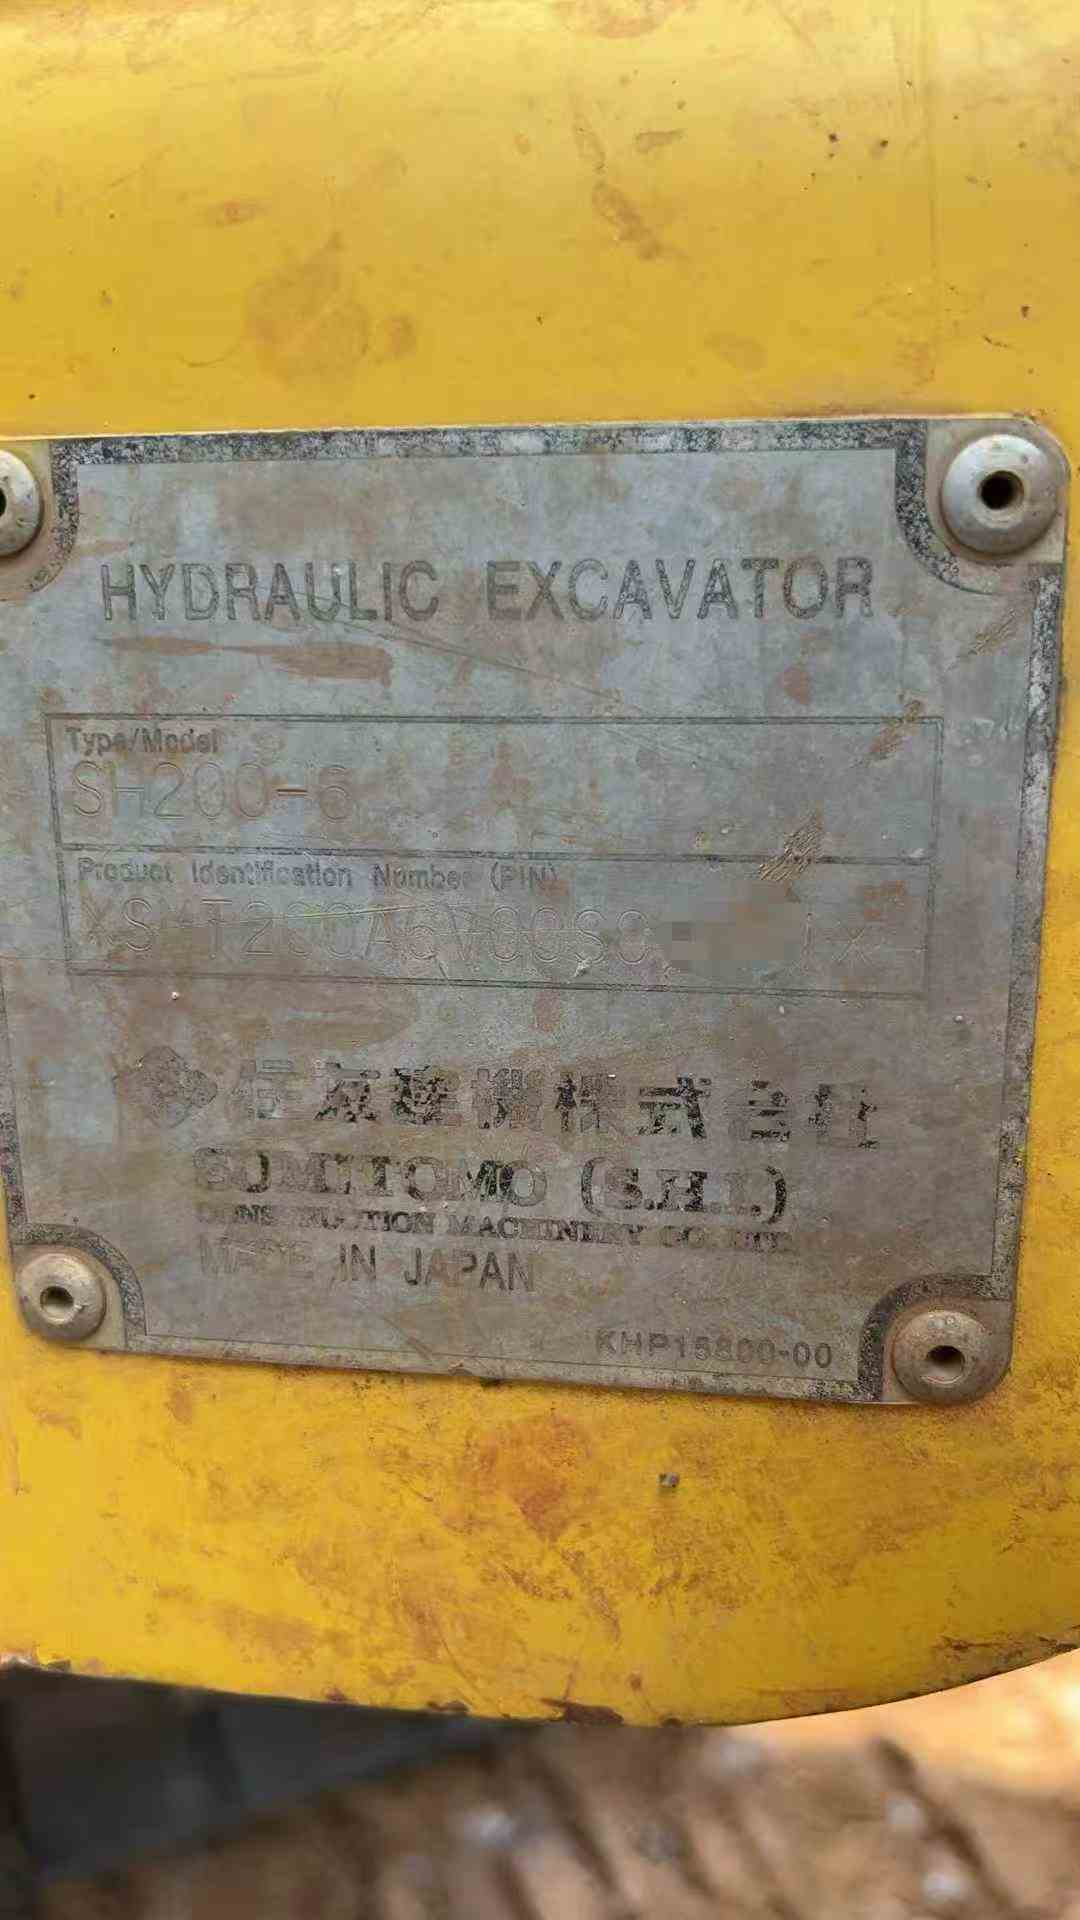 HYDRAULIC EXCAVATOR
Type/Model
SH200-6
Product Identification Number (PIN)
住友建機株式会社
SUMITOMO (S.H.I.)
CONSTRUCTION MACHINERY CO., LTD.
MADE IN JAPAN
KHP15800-00